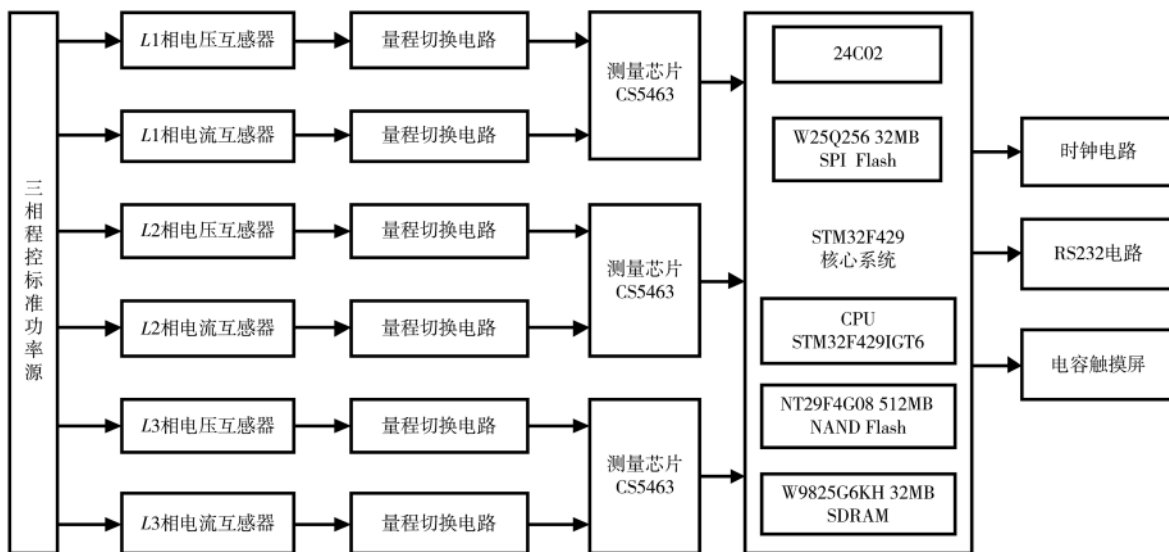 三相程控标准功率源
L1相电压互感器
量程切换电路
L1相电流互感器
量程切换电路
测量芯片
CS5463
L2相电压互感器
量程切换电路
L2相电流互感器
量程切换电路
测量芯片
CS5463
L3相电压互感器
量程切换电路
L3相电流互感器
量程切换电路
测量芯片
CS5463
24C02
W25Q256 32MB
SPI Flash
STM32F429
核心系统
CPU
STM32F429IGT6
NT29F4G08 512MB
NAND Flash
W9825G6KH 32MB
SDRAM
时钟电路
RS232电路
电容触摸屏